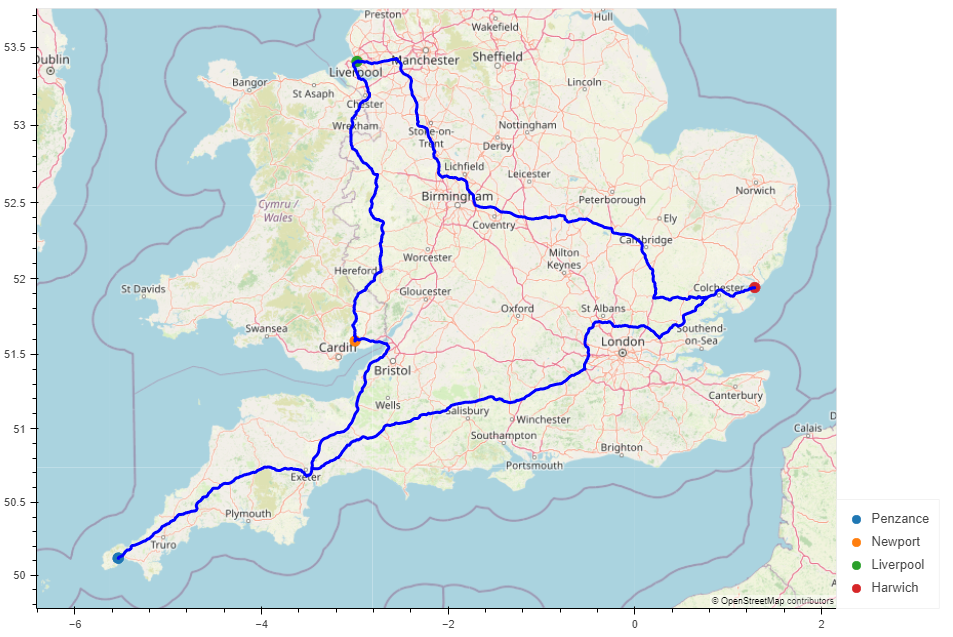 Preston
Hull
Wakefield
53.5
Dublin
Manchester
Sheffield
Liverpool
Bangor
St Asaph
Lincoln
Chester
53
Wrexham
Stoke-on-
Trent
Nottingham
Derby
Lichfield
Leicester
Norwich
Birmingham
Peterborough
52.5
Cymru /
Wales
Ely
Coventry
Cambridge
Worcester
Milton
Keynes
Hereford
52
St Davids
Gloucester
Colchester
Oxford
St Albans
Swansea
Southend-
on-Sea
London
Cardiff
51.5
Bristol
Canterbury
Wells
Salisbury
Winchester
51
Calais
D
Southampton
Brighton
Portsmouth
Exeter
50.5
Plymouth
Truro
50
A
© OpenStreetMap contributors
Penzance
Newport
Liverpool
Harwich
−6
−4
−2
0
2